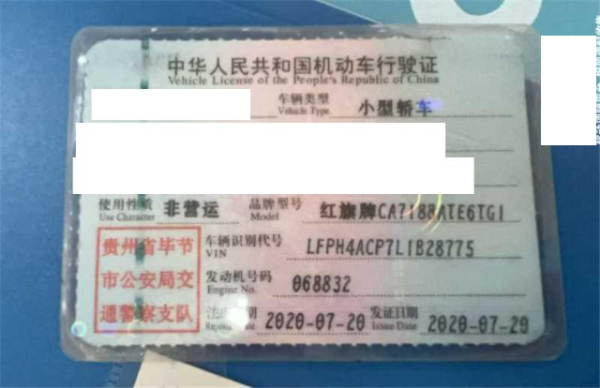 中华人民共和国机动车行驶证
Vehicle License of the People's Republic of China
车辆类型 小型轿车
Vehicle Type
使用性质 非营运 品牌型号 红旗牌CA7188ATE6TG1
Use Character Model
贵州省毕节
市公安局交
通警察支队
车辆识别代号 LFPH4ACP7L1B28775
VIN
发动机号码 068832
Engine No.
2020-07-20 发证日期 2020-07-20
Issue Date